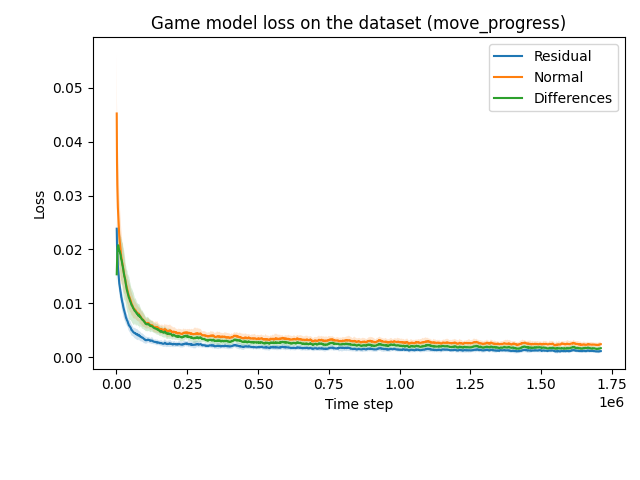 Game model loss on the dataset (move_progress)
Residual
Normal
Differences
Loss
0.05
0.04
0.03
0.02
0.01
0.00
0.00 0.25 0.50 0.75 1.00 1.25 1.50 1.75
1e6
Time step